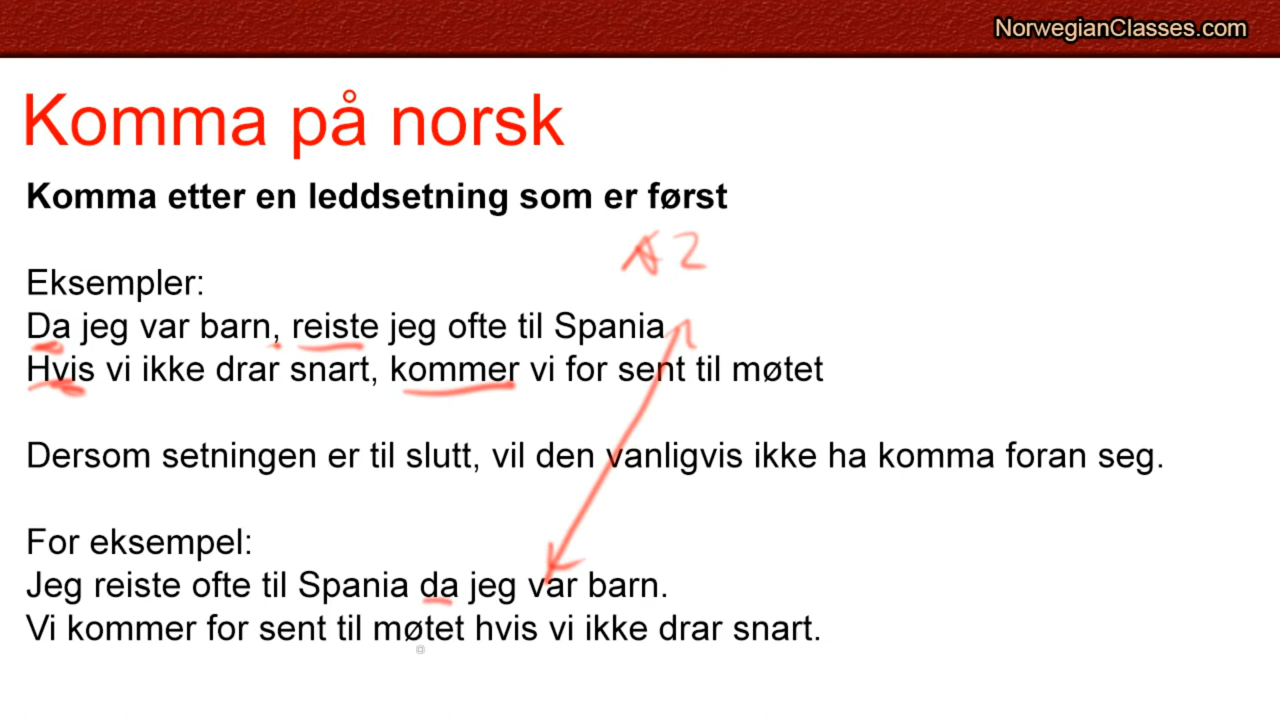 NorwegianClasses.com
Komma på norsk
Komma etter en leddsetning som er først
A2
Eksempler:
Da jeg var barn, reiste jeg ofte til Spania
Hvis vi ikke drar snart, kommer vi for sent til møtet
Dersom setningen er til slutt, vil den vanligvis ikke ha komma foran seg.
For eksempel:
Jeg reiste ofte til Spania da jeg var barn.
Vi kommer for sent til møtet hvis vi ikke drar snart.